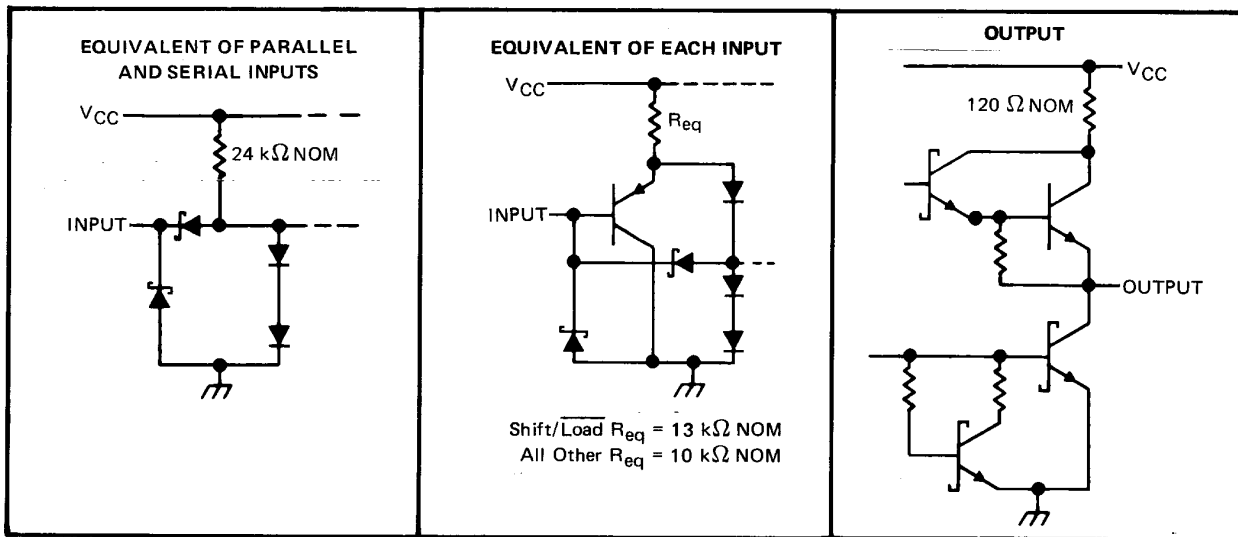 EQUIVALENT OF PARALLEL
AND SERIAL INPUTS
VCC
24 kΩ NOM
INPUT
EQUIVALENT OF EACH INPUT
VCC
Req
INPUT
Shift/Load Req = 13 kΩ NOM
All Other Req = 10 kΩ NOM
OUTPUT
VCC
120 Ω NOM
OUTPUT